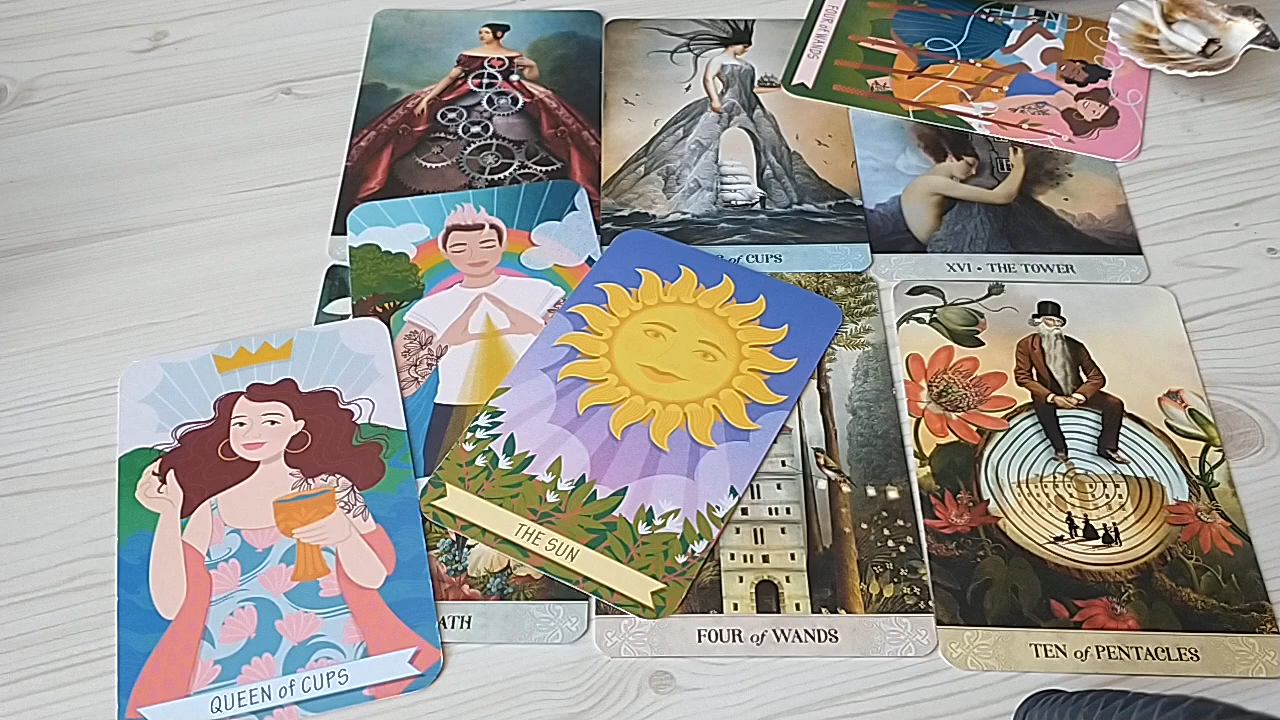 FOUR of WANDS
of CUPS
XVI • THE TOWER
THE SUN
ATH
FOUR of WANDS
TEN of PENTACLES
QUEEN of CUPS